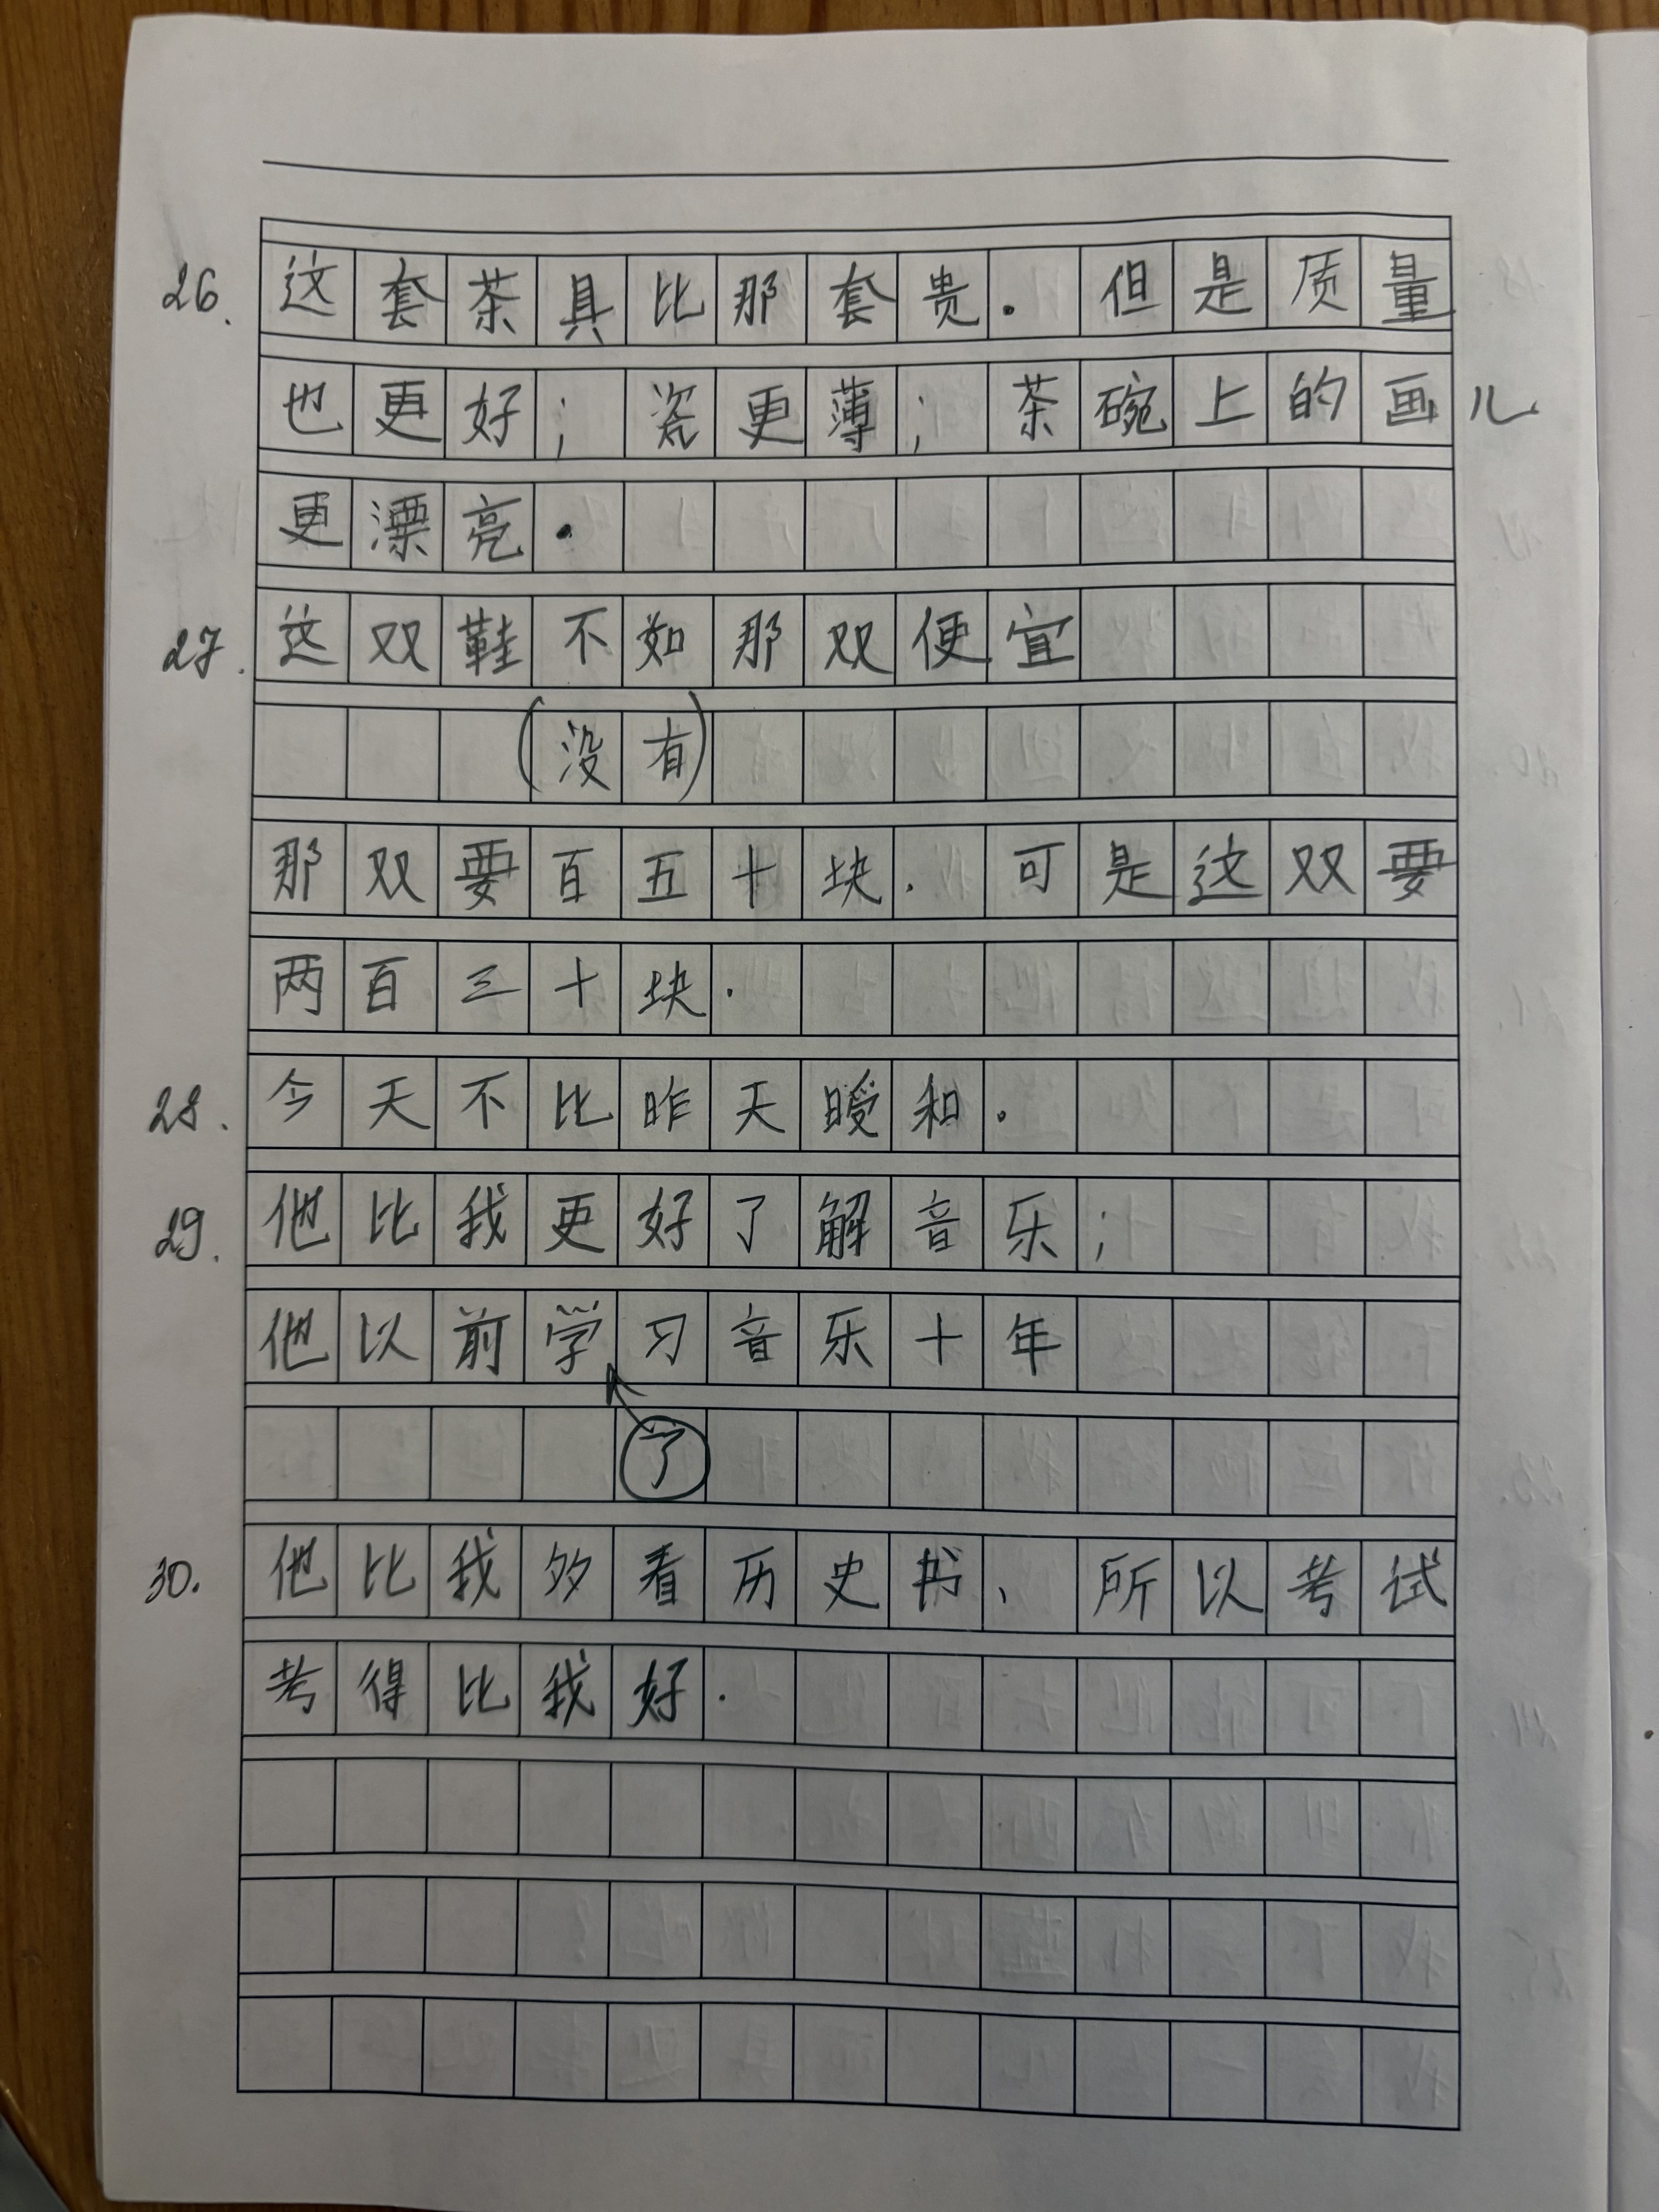 26. 这套茶具比那套贵. 但是质量
也更好; 瓷更薄; 茶碗上的画儿
更漂亮.
27. 这双鞋不如那双便宜
(没有)
那双要百五十块. 可是这双要
两百三十块.
28. 今天不比昨天暖和.
29. 他比我更好了解音乐;
他以前学习音乐十年
了
30. 他比我多看历史书、所以考试
考得比我好.